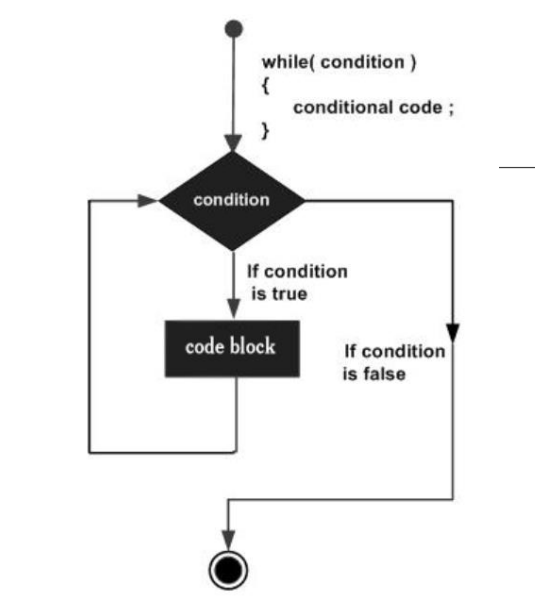 while( condition )
{
conditional code ;
}
condition
If condition
is true
code block
If condition
is false